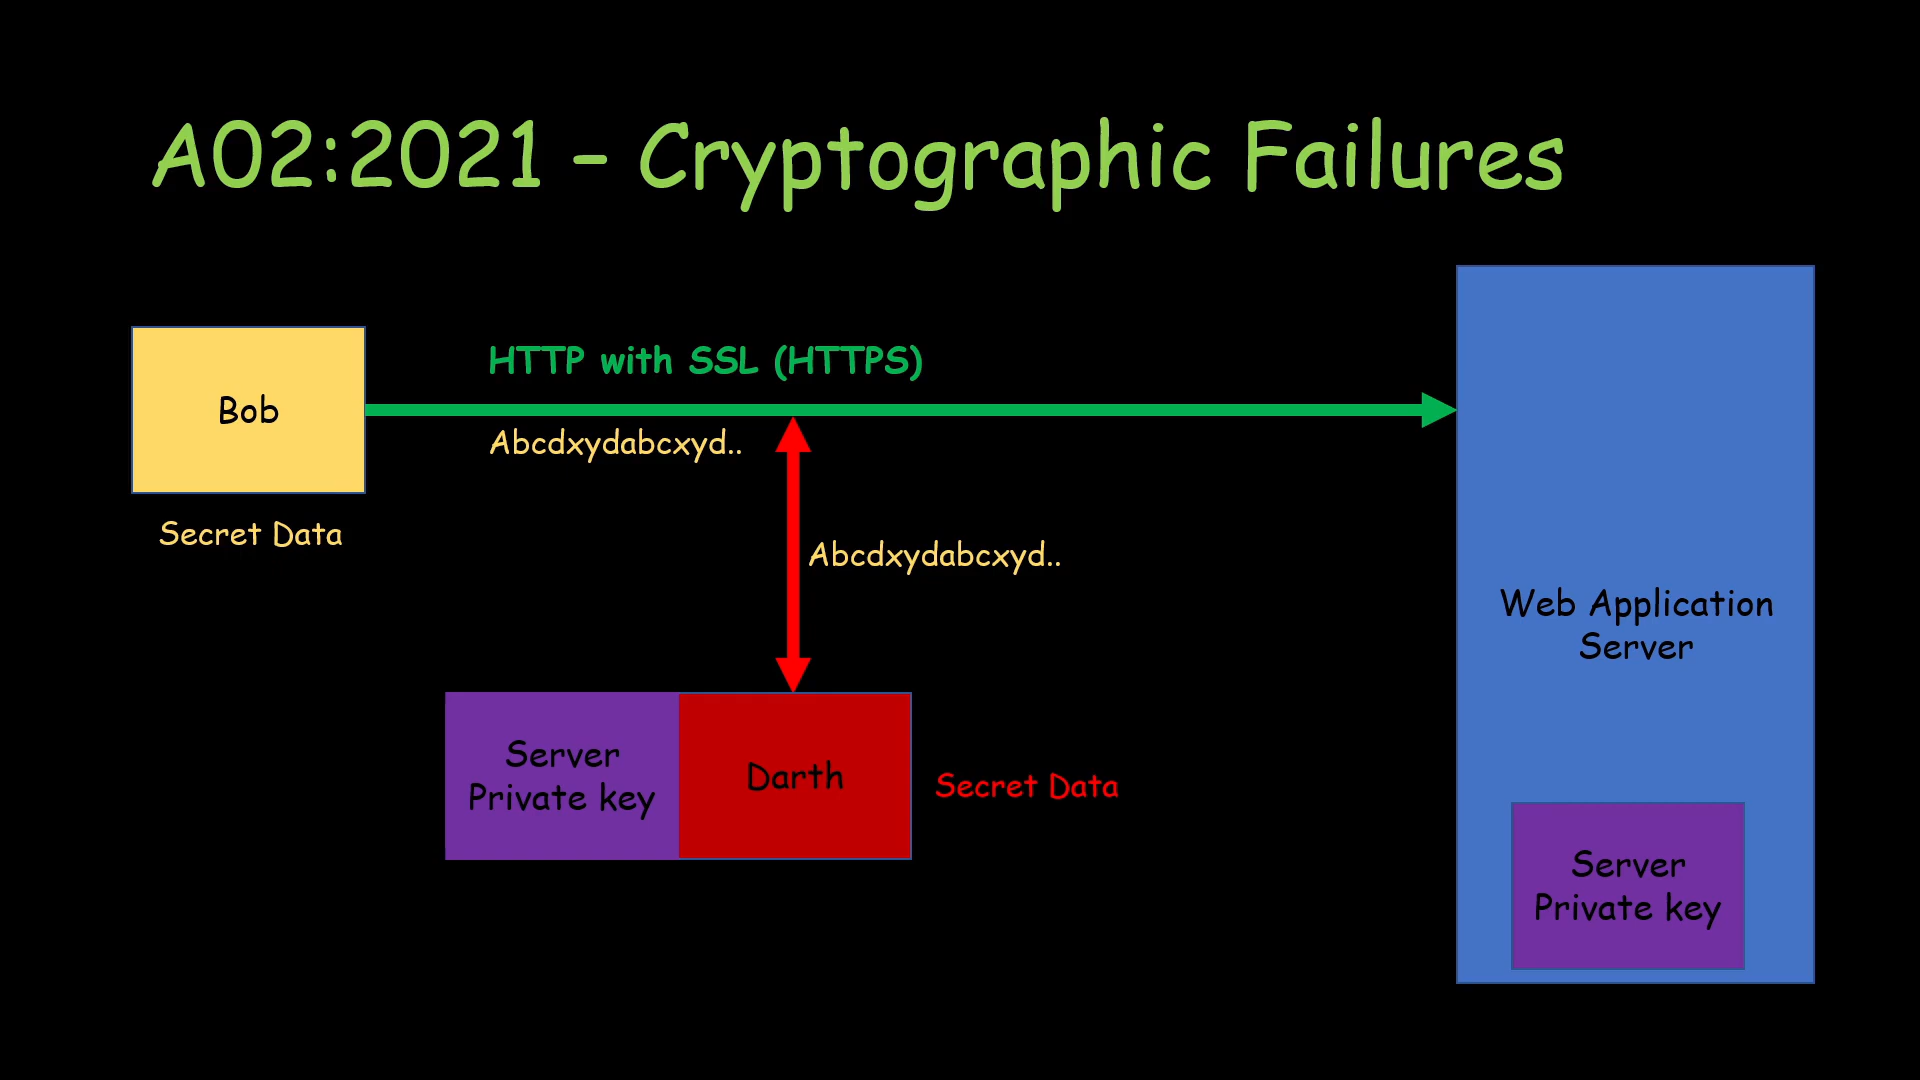 A02:2021 – Cryptographic Failures
HTTP with SSL (HTTPS)
Bob
Abcdxydabcxyd..
Secret Data
Abcdxydabcxyd..
Web Application
Server
Server
Private key
Darth
Secret Data
Server
Private key